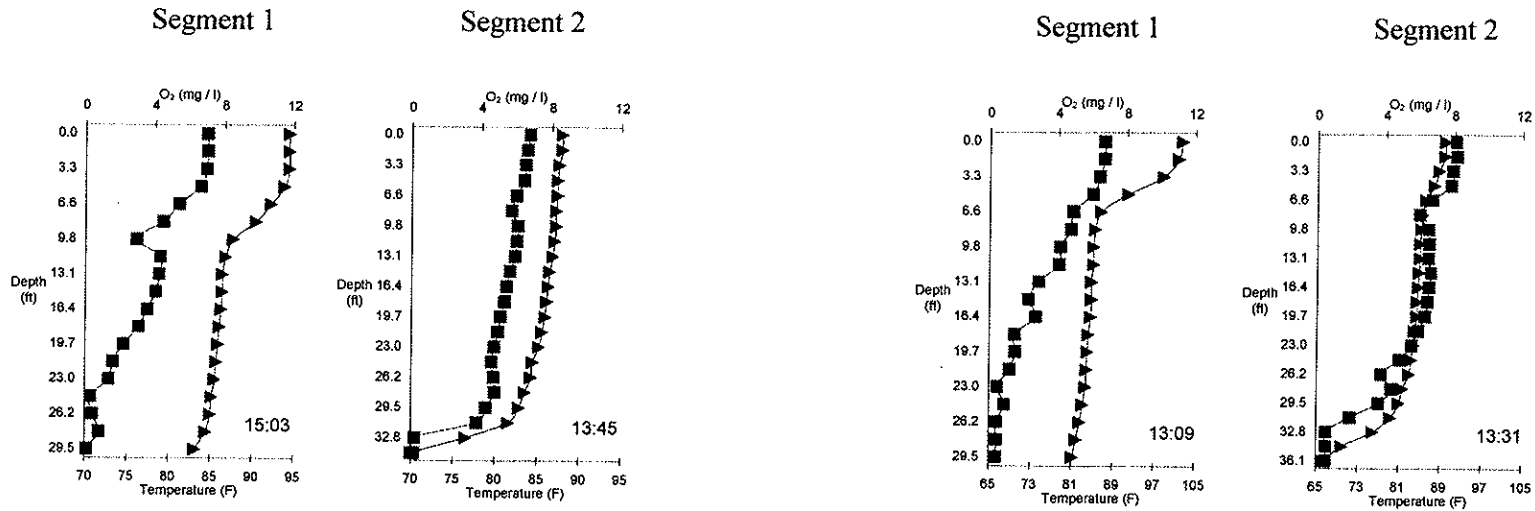 Segment 1
Segment 2
Segment 1
Segment 2
O₂ (mg / l)
0 4 8 12
0.0
3.3
6.6
9.8
13.1
16.4
19.7
23.0
26.2
29.5
Depth
(ft)
15:03
70 75 80 85 90 95
Temperature (F)
O₂ (mg / l)
0 4 8 12
0.0
3.3
6.6
9.8
13.1
16.4
19.7
23.0
26.2
29.5
32.8
Depth
(ft)
13:45
70 75 80 85 90 95
Temperature (F)
O₂ (mg / l)
0 4 8 12
0.0
3.3
6.6
9.8
13.1
16.4
19.7
23.0
26.2
29.5
Depth
(ft)
13:09
65 73 81 89 97 105
Temperature (F)
O₂ (mg / l)
0 4 8 12
0.0
3.3
6.6
9.8
13.1
16.4
19.7
23.0
26.2
29.5
32.8
36.1
Depth
(ft)
13:31
65 73 81 89 97 105
Temperature (F)